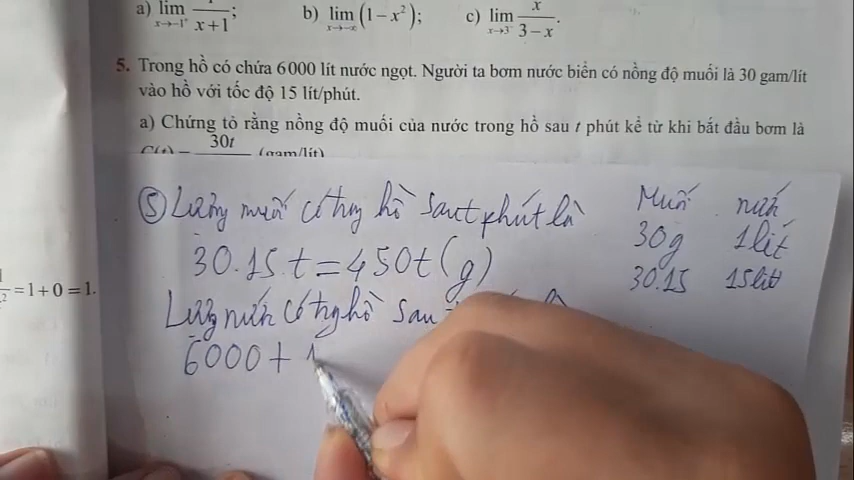 a) lim x→-1⁺ x+1 ;
b) lim x→-∞ (1 – x²);
c) lim x→3⁻ x/(3 – x).
5. Trong hồ có chứa 6000 lít nước ngọt. Người ta bơm nước biển có nồng độ muối là 30 gam/lít
vào hồ với tốc độ 15 lít/phút.
a) Chứng tỏ rằng nồng độ muối của nước trong hồ sau t phút kể từ khi bắt đầu bơm là
C(t) = 30t (gam/lít)
= 1 + 0 = 1.
⑤ Lượng muối có trg hồ sau t phút là
30.15.t = 450t (g)
Lượng nước có trg hồ sau
6000 +
Muối nước
30g 1 lít
30.15 15 lít